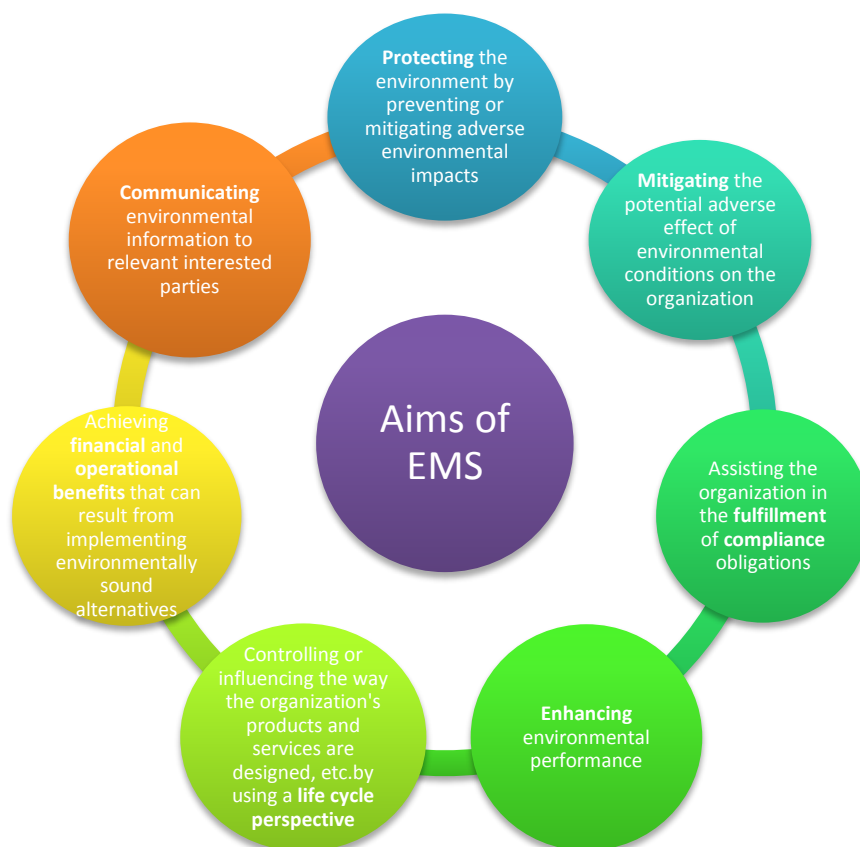 Protecting the
environment by
preventing or
mitigating adverse
environmental
impacts
Mitigating the
potential adverse
effect of
environmental
conditions on the
organization
Assisting the
organization in
the fulfillment
of compliance
obligations
Enhancing
environmental
performance
Controlling or
influencing the way
the organization's
products and
services are
designed, etc.by
using a life cycle
perspective
Achieving
financial and
operational
benefits that can
result from
implementing
environmentally
sound
alternatives
Communicating
environmental
information to
relevant interested
parties
Aims of
EMS